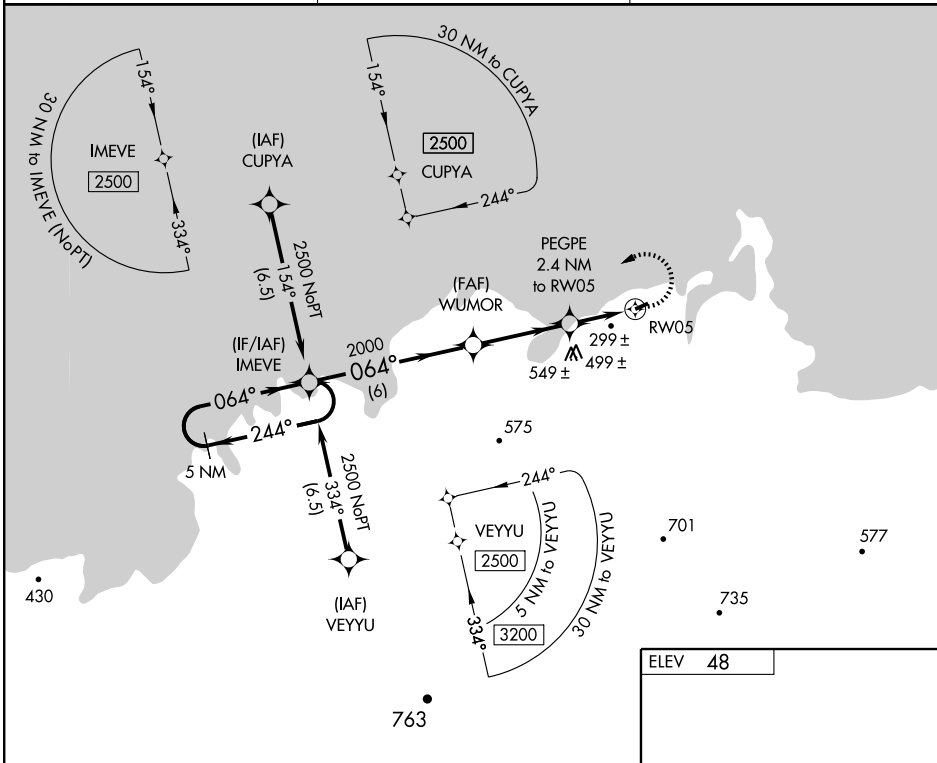 30 NM to IMEVE (NoPT)
154°
IMEVE
2500
334°
(IAF)
CUPYA
2500 NoPT
154°
(6.5)
30 NM to CUPYA
154°
2500
CUPYA
244°
PEGPE
2.4 NM
to RW05
(FAF)
WUMOR
RW05
299 ±
499 ±
549 ±
(IF/IAF)
IMEVE
2000
064°
(6)
064°
244°
5 NM
2500 NoPT
334°
(6.5)
(IAF)
VEYYU
575
244°
VEYYU
2500
5 NM to VEYYU
30 NM to VEYYU
334°
3200
701
577
735
430
763
ELEV 48